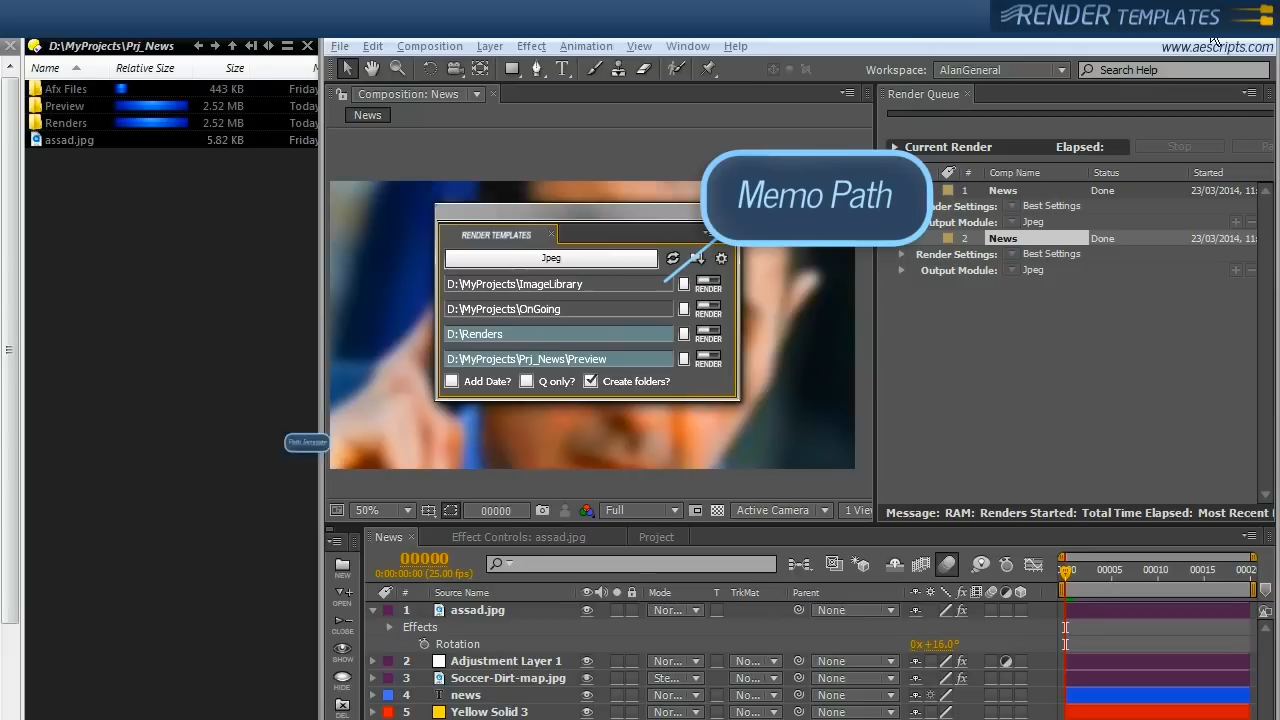 RENDER TEMPLATES
www.aescripts.com
D:\MyProjects\Prj_News
Name Relative Size Size
Afx Files 443 KB Friday
Preview 2.52 MB Today
Renders 2.52 MB Today
assad.jpg 5.82 KB Friday
File Edit Composition Layer Effect Animation View Window Help
Workspace: AlanGeneral Search Help
Composition: News
News
Render Queue
Current Render Elapsed: Stop Pa
# Comp Name Status Started
1 News Done 23/03/2014, 11:
nder Settings: Best Settings
Output Module: Jpeg
2 News Done 23/03/2014, 11:
Render Settings: Best Settings
Output Module: Jpeg
Memo Path
RENDER TEMPLATES
Jpeg
D:\MyProjects\ImageLibrary RENDER
D:\MyProjects\OnGoing RENDER
D:\Renders RENDER
D:\MyProjects\Prj_News\Preview RENDER
Add Date? Q only? Create folders?
50% 00000 Full Active Camera 1 Vie
Message: RAM: Renders Started: Total Time Elapsed: Most Recent
News Effect Controls: assad.jpg Project
00000
0:00:00:00 (25.00 fps)
00005 00010 00015
NEW
OPEN
CLOSE
SHOW
HIDE
DEL
# Source Name Mode T TrkMat Parent
1 assad.jpg Nor... None
Effects
Rotation 0x +16.0°
2 Adjustment Layer 1 Nor... No... None
3 Soccer-Dirt-map.jpg Ste... No... None
4 news Nor... No... None
5 Yellow Solid 3 Nor... No... None